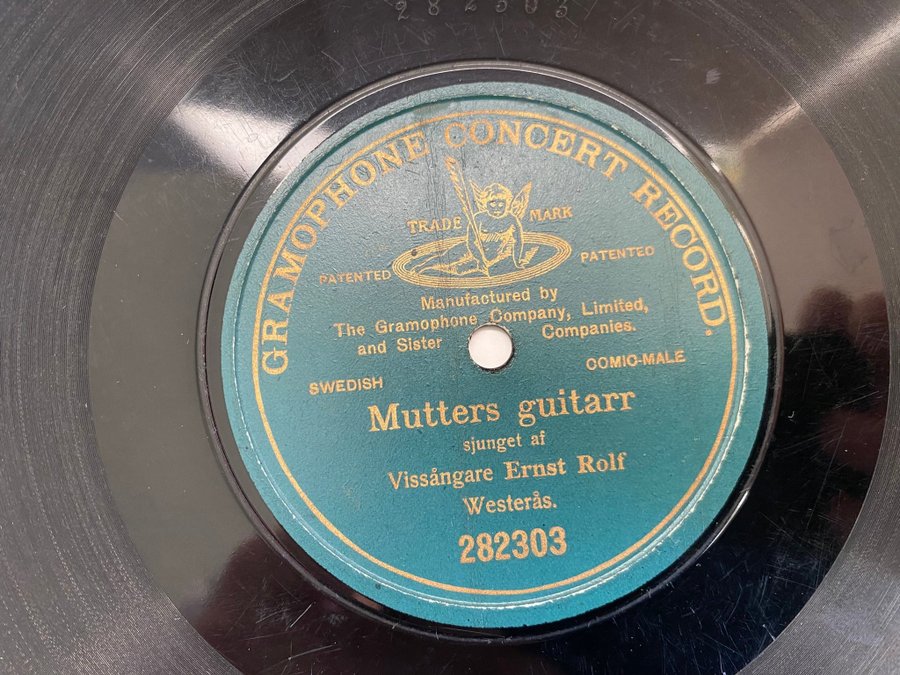 282303
GRAMOPHONE CONCERT RECORD.
TRADE MARK
PATENTED PATENTED
Manufactured by
The Gramophone Company, Limited,
and Sister Companies.
SWEDISH COMIC-MALE
Mutters guitarr
sjunget af
Vissångare Ernst Rolf
Westerås.
282303